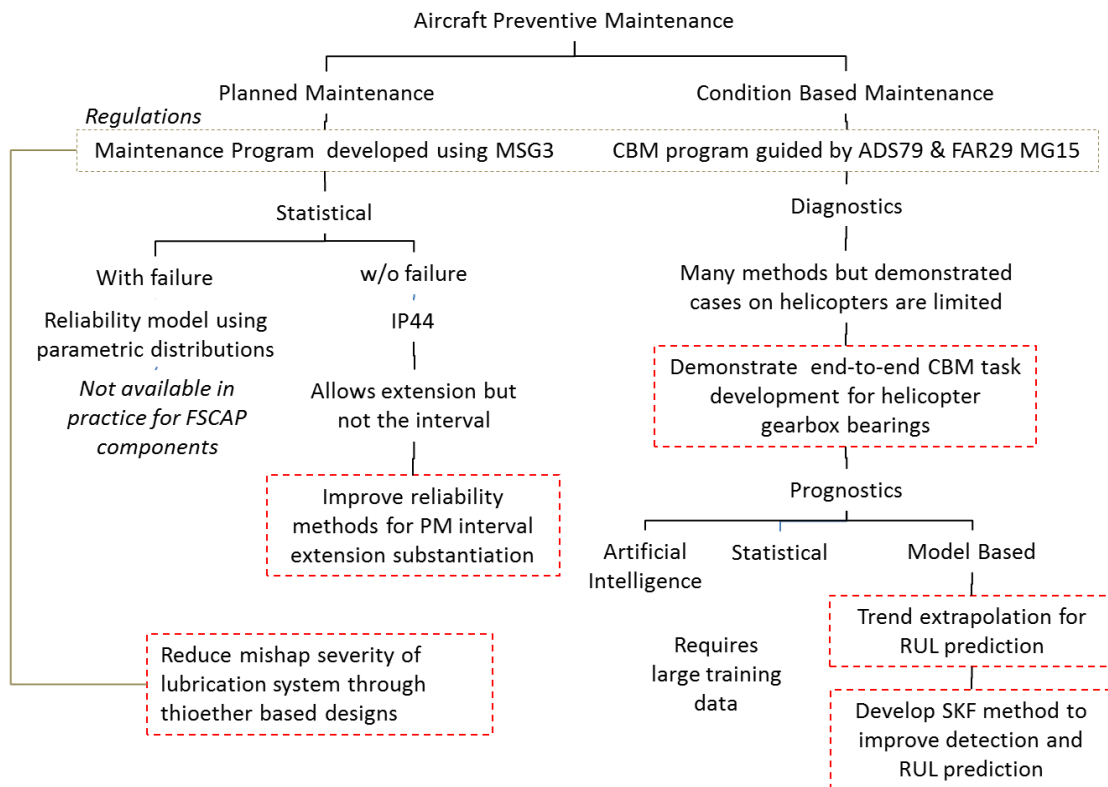 Aircraft Preventive Maintenance
Planned Maintenance
Condition Based Maintenance
Regulations
Maintenance Program developed using MSG3
CBM program guided by ADS79 & FAR29 MG15
Statistical
Diagnostics
With failure
w/o failure
Reliability model using
parametric distributions
Not available in
practice for FSCAP
components
IP44
Allows extension but
not the interval
Improve reliability
methods for PM interval
extension substantiation
Many methods but demonstrated
cases on helicopters are limited
Demonstrate end-to-end CBM task
development for helicopter
gearbox bearings
Prognostics
Artificial
Intelligence
Statistical
Model Based
Requires
large training
data
Trend extrapolation for
RUL prediction
Develop SKF method to
improve detection and
RUL prediction
Reduce mishap severity of
lubrication system through
thioether based designs